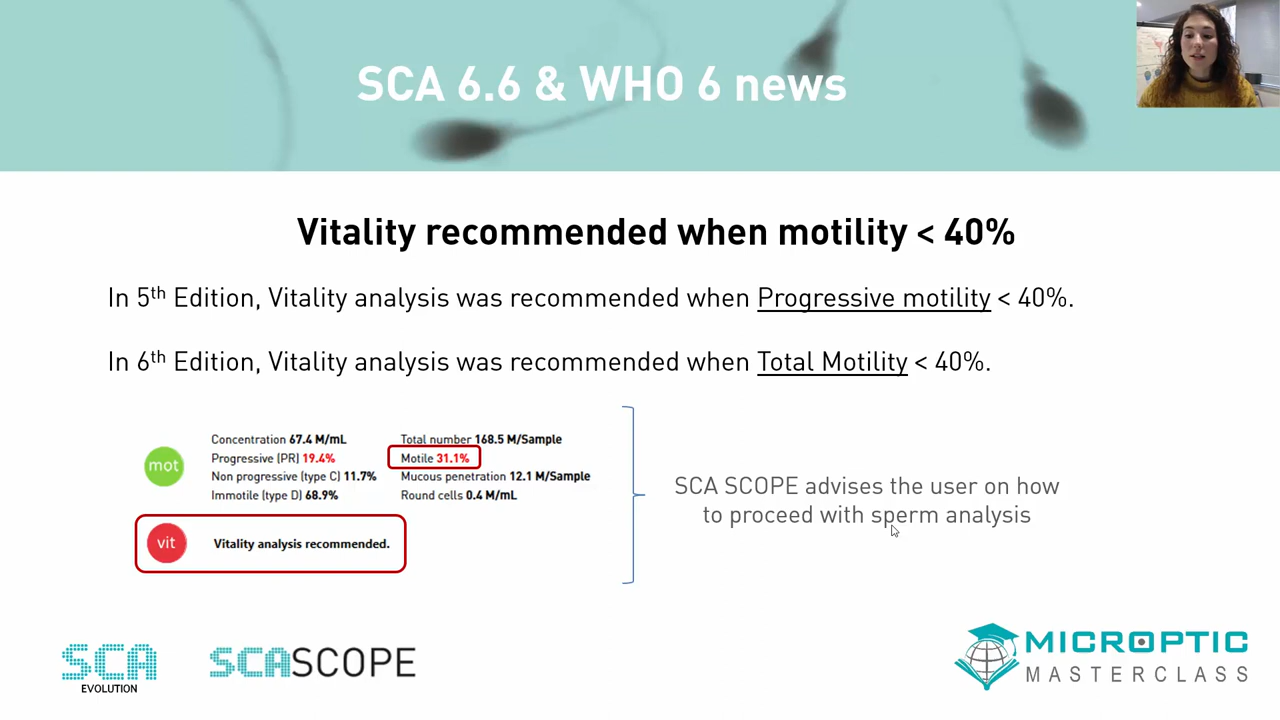 SCA 6.6 & WHO 6 news
Vitality recommended when motility < 40%
In 5th Edition, Vitality analysis was recommended when Progressive motility < 40%.
In 6th Edition, Vitality analysis was recommended when Total Motility < 40%.
mot
Concentration 67.4 M/mL
Progressive (PR) 19.4%
Non progressive (type C) 11.7%
Immotile (type D) 68.9%
Total number 168.5 M/Sample
Motile 31.1%
Mucous penetration 12.1 M/Sample
Round cells 0.4 M/mL
vit
Vitality analysis recommended.
SCA SCOPE advises the user on how
to proceed with sperm analysis
SCA
EVOLUTION
SCASCOPE
MICROPTIC
MASTERCLASS